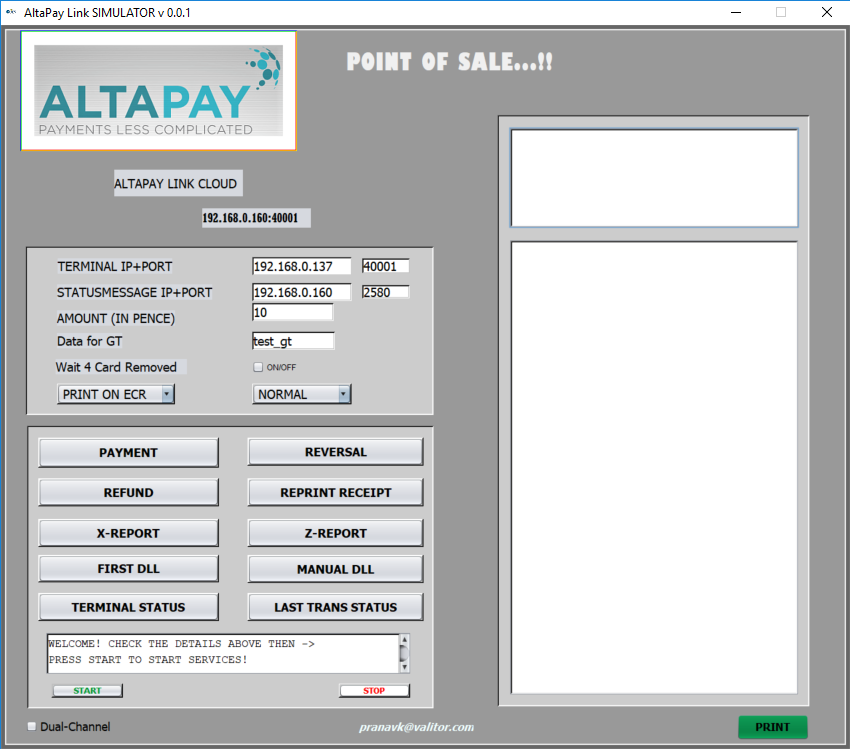 AltaPay Link SIMULATOR v 0.0.1
ALTAPAY
PAYMENTS LESS COMPLICATED
POINT OF SALE...!!
ALTAPAY LINK CLOUD
192.168.0.160:40001
TERMINAL IP+PORT 192.168.0.137 40001
STATUSMESSAGE IP+PORT 192.168.0.160 2580
AMOUNT (IN PENCE) 10
Data for GT test_gt
Wait 4 Card Removed ON/OFF
PRINT ON ECR NORMAL
PAYMENT REVERSAL
REFUND REPRINT RECEIPT
X-REPORT Z-REPORT
FIRST DLL MANUAL DLL
TERMINAL STATUS LAST TRANS STATUS
WELCOME! CHECK THE DETAILS ABOVE THEN ->
PRESS START TO START SERVICES!
START STOP
Dual-Channel pranavk@valitor.com PRINT